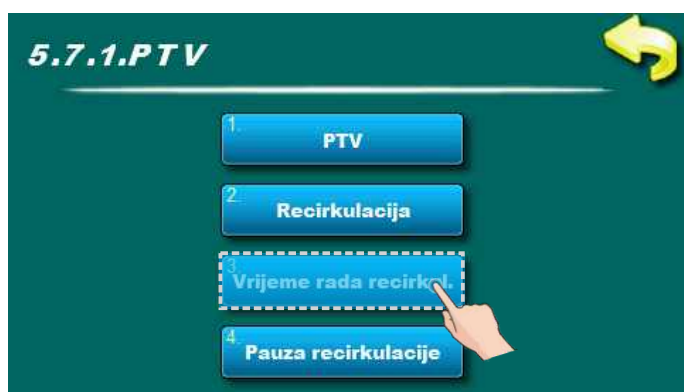 5.7.1.PTV
1.
PTV
2.
Recirkulacija
3.
Vrijeme rada recirkul.
4.
Pauza recirkulacije